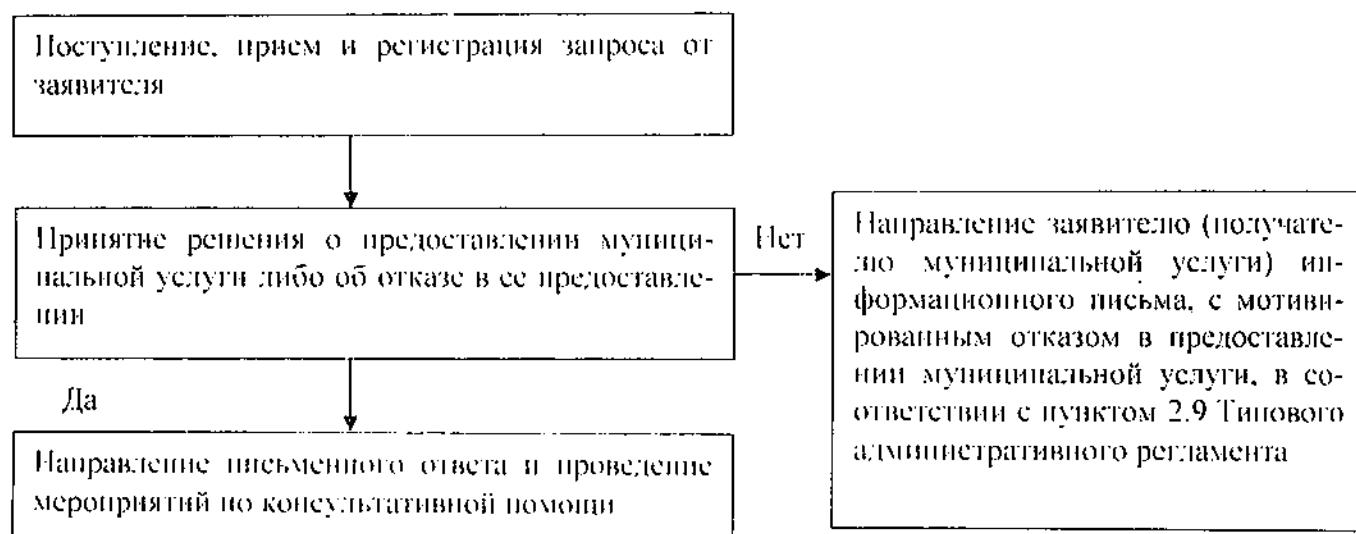 Поступление, прием и регистрация запроса от
заявителя
Принятие решения о предоставлении муници-
пальной услуги либо об отказе в ее предоставле-
нии
Нет
Направление заявителю (получате-
лю муниципальной услуги) ин-
формационного письма, с мотиви-
рованным отказом в предоставле-
нии муниципальной услуги, в со-
ответствии с пунктом 2.9 Типового
административного регламента
Да
Направление письменного ответа и проведение
мероприятий по консультативной помощи